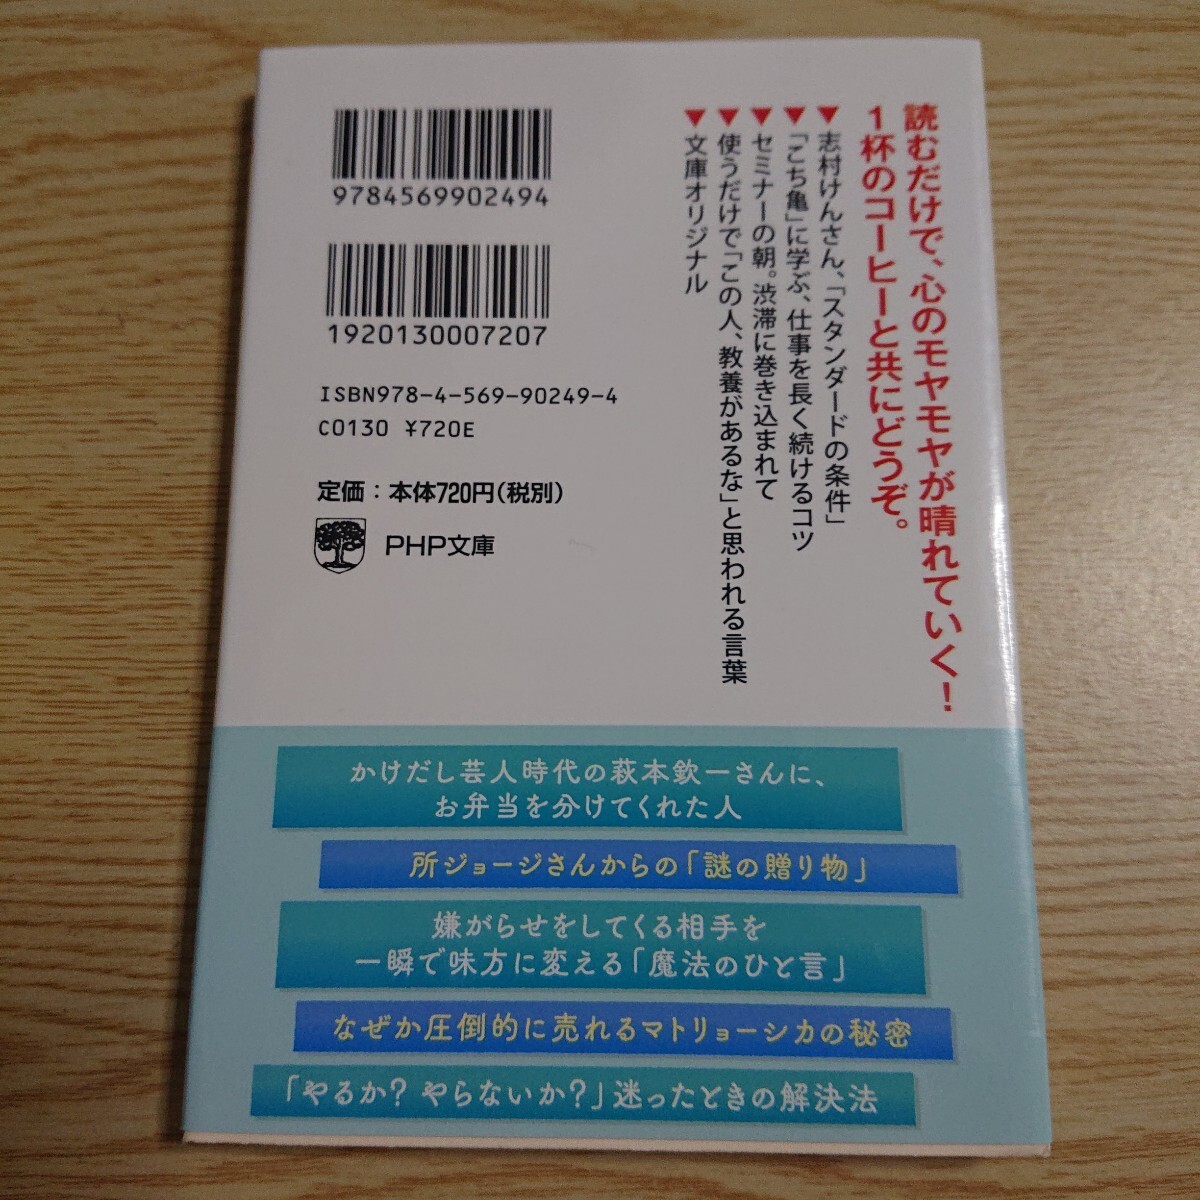 読むだけで、心のモヤモヤが晴れていく!
1杯のコーヒーと共にどうぞ。
▼志村けんさん、「スタンダードの条件」
▼「こち亀」に学ぶ、仕事を長く続けるコツ
▼セミナーの朝。渋滞に巻き込まれて
▼使うだけで「この人、教養があるな」と思われる言葉
▼文庫オリジナル
9784569902494
1920130007207
ISBN978-4-569-90249-4
C0130 ¥720E
定価:本体720円(税別)
PHP文庫
かけだし芸人時代の萩本欽一さんに、
お弁当を分けてくれた人
所ジョージさんからの「謎の贈り物」
嫌がらせをしてくる相手を
一瞬で味方に変える「魔法のひと言」
なぜか圧倒的に売れるマトリョーシカの秘密
「やるか? やらないか?」迷ったときの解決法